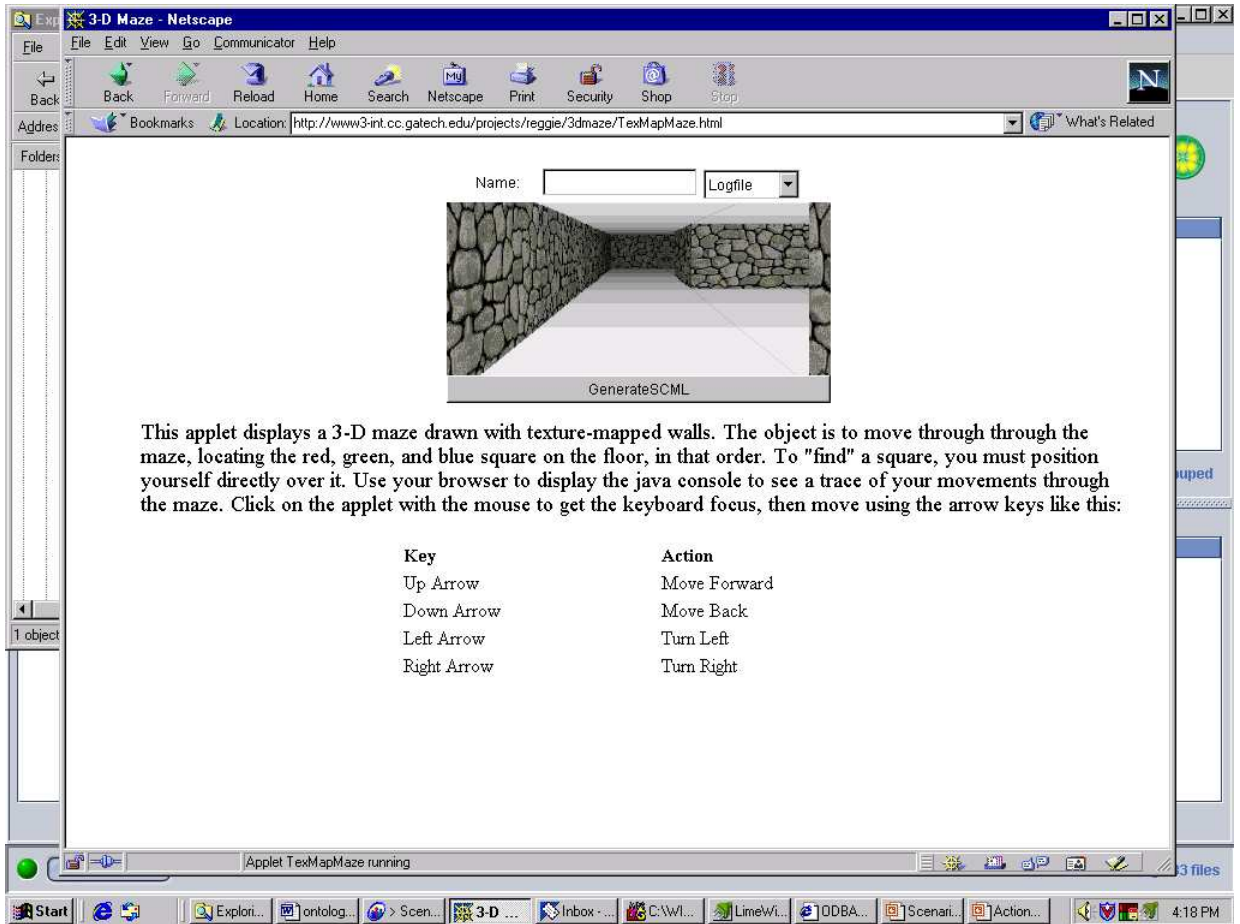 Exp
3-D Maze - Netscape
File
File Edit View Go Communicator Help
Back
Back Forward Reload Home Search Netscape Print Security Shop Stop
N
Addres
Bookmarks Location: http://www3-int.cc.gatech.edu/projects/reggie/3dmaze/TexMapMaze.html What's Related
Folders
Name: Logfile
GenerateSCML
This applet displays a 3-D maze drawn with texture-mapped walls. The object is to move through through the
maze, locating the red, green, and blue square on the floor, in that order. To "find" a square, you must position
yourself directly over it. Use your browser to display the java console to see a trace of your movements through
the maze. Click on the applet with the mouse to get the keyboard focus, then move using the arrow keys like this:
uped
Key Action
Up Arrow Move Forward
Down Arrow Move Back
Left Arrow Turn Left
Right Arrow Turn Right
1 object
Applet TexMapMaze running
33 files
Start Explori... ontolog... > Scen... 3-D ... Inbox - ... C:\WI... LimeWi... ODBA... Scenari... Action... 4:18 PM